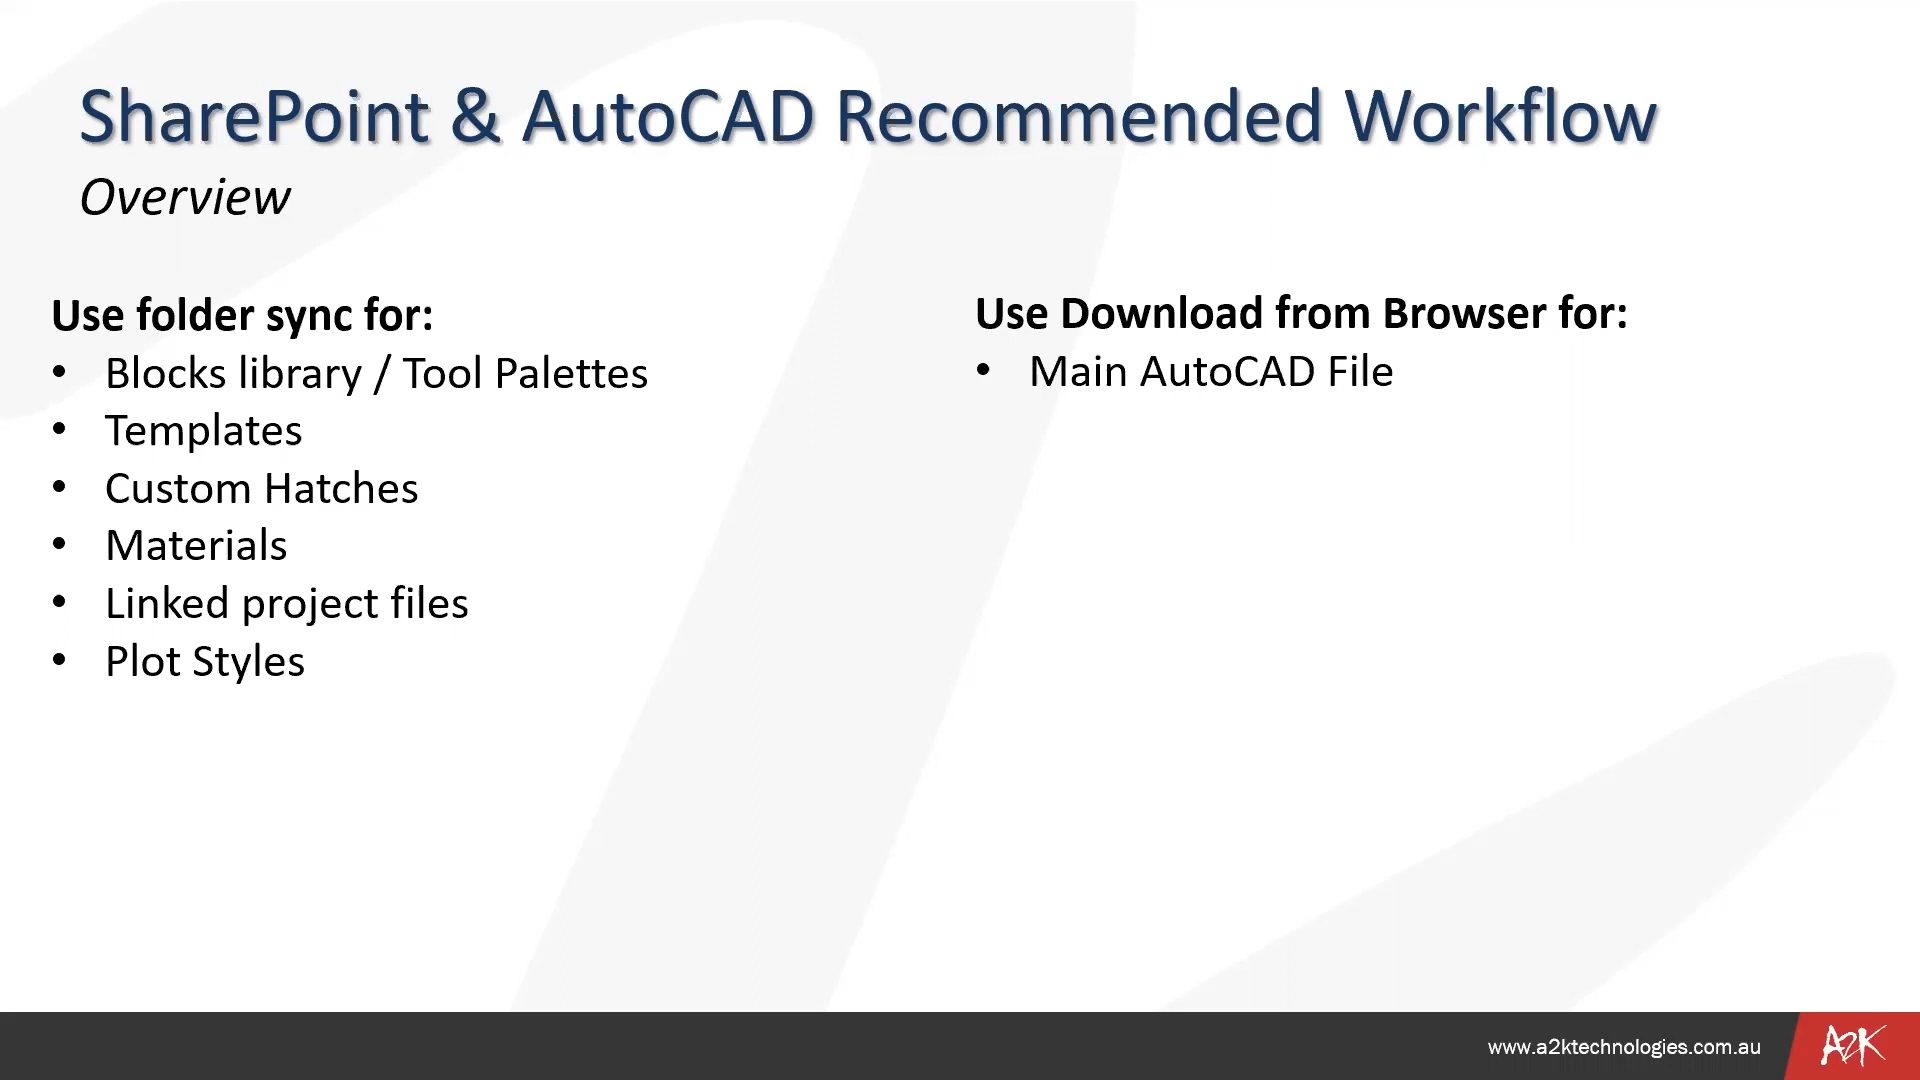 SharePoint & AutoCAD Recommended Workflow
Overview
Use folder sync for:
• Blocks library / Tool Palettes
• Templates
• Custom Hatches
• Materials
• Linked project files
• Plot Styles
Use Download from Browser for:
• Main AutoCAD File
www.a2ktechnologies.com.au
A2K